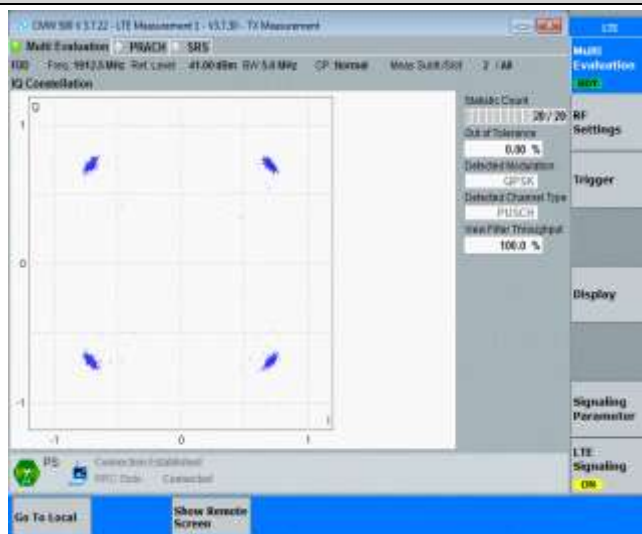 CMW 500 V 3.7.22 - LTE Measurement 1 - V3.7.30 - TX Measurement
Multi Evaluation PRACH SRS
FDD Freq: 1912.5 MHz Ref. Level: 41.00 dBm BW: 5.0 MHz CP: Normal Meas Subfr./Slot 2 / All
IQ Constellation
Q
1
0
-1
-1 0 1
I
Statistic Count
20 / 20
Out of Tolerance
0.00 %
Detected Modulation
QPSK
Detected Channel Type
PUSCH
View Filter Throughput
100.0 %
PS: Connection Established
RRC State Connected
LTE
Multi Evaluation
RDY
RF Settings
Trigger
Display
Signaling Parameter
LTE Signaling
ON
Go To Local
Show Remote Screen